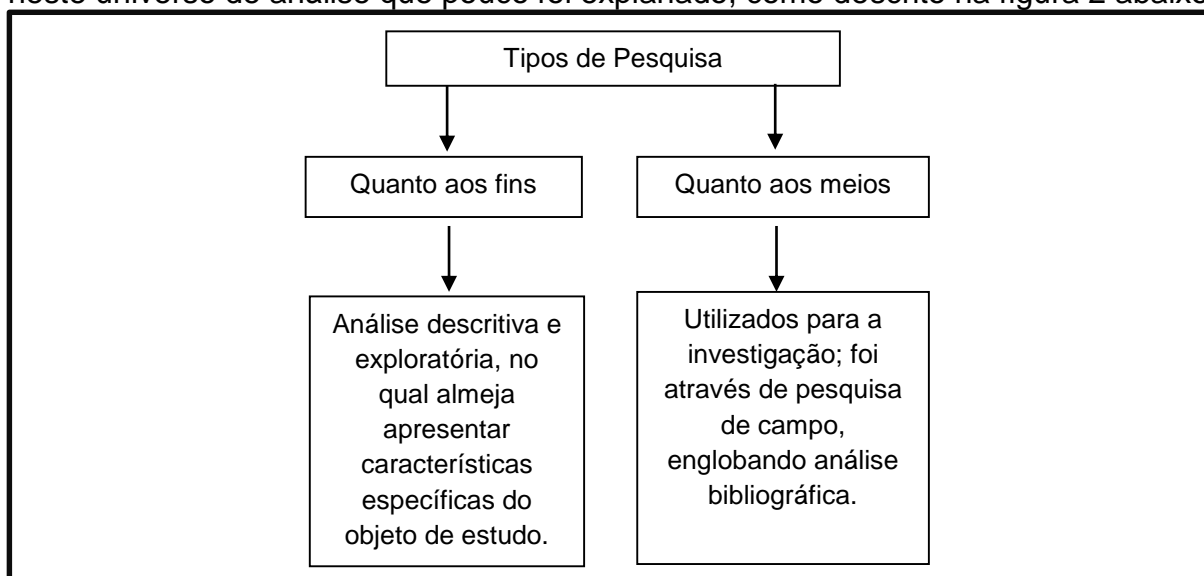 neste universo de análise que pouco foi explanado, como descrito na figura 2 abaixo
Tipos de Pesquisa
Quanto aos fins
Quanto aos meios
Análise descritiva e
exploratória, no
qual almeja
apresentar
características
específicas do
objeto de estudo.
Utilizados para a
investigação; foi
através de pesquisa
de campo,
englobando análise
bibliográfica.